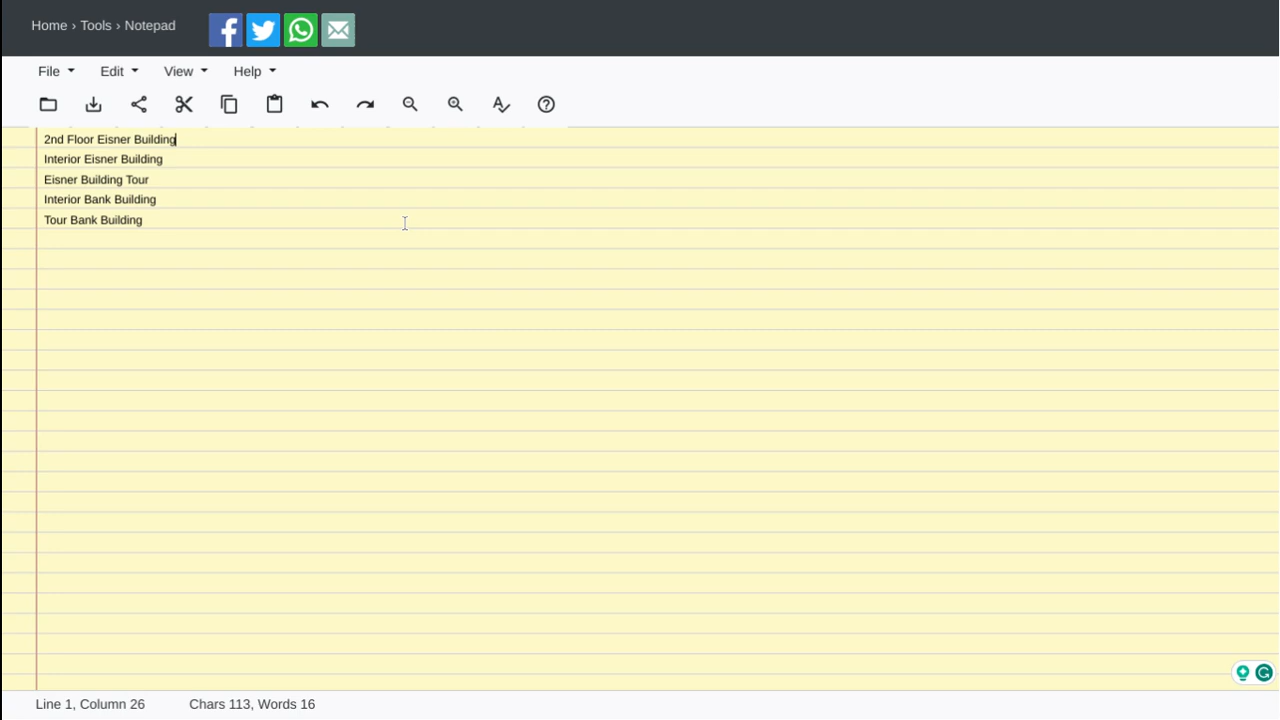 Home › Tools › Notepad
File Edit View Help
2nd Floor Eisner Building
Interior Eisner Building
Eisner Building Tour
Interior Bank Building
Tour Bank Building
Line 1, Column 26 Chars 113, Words 16